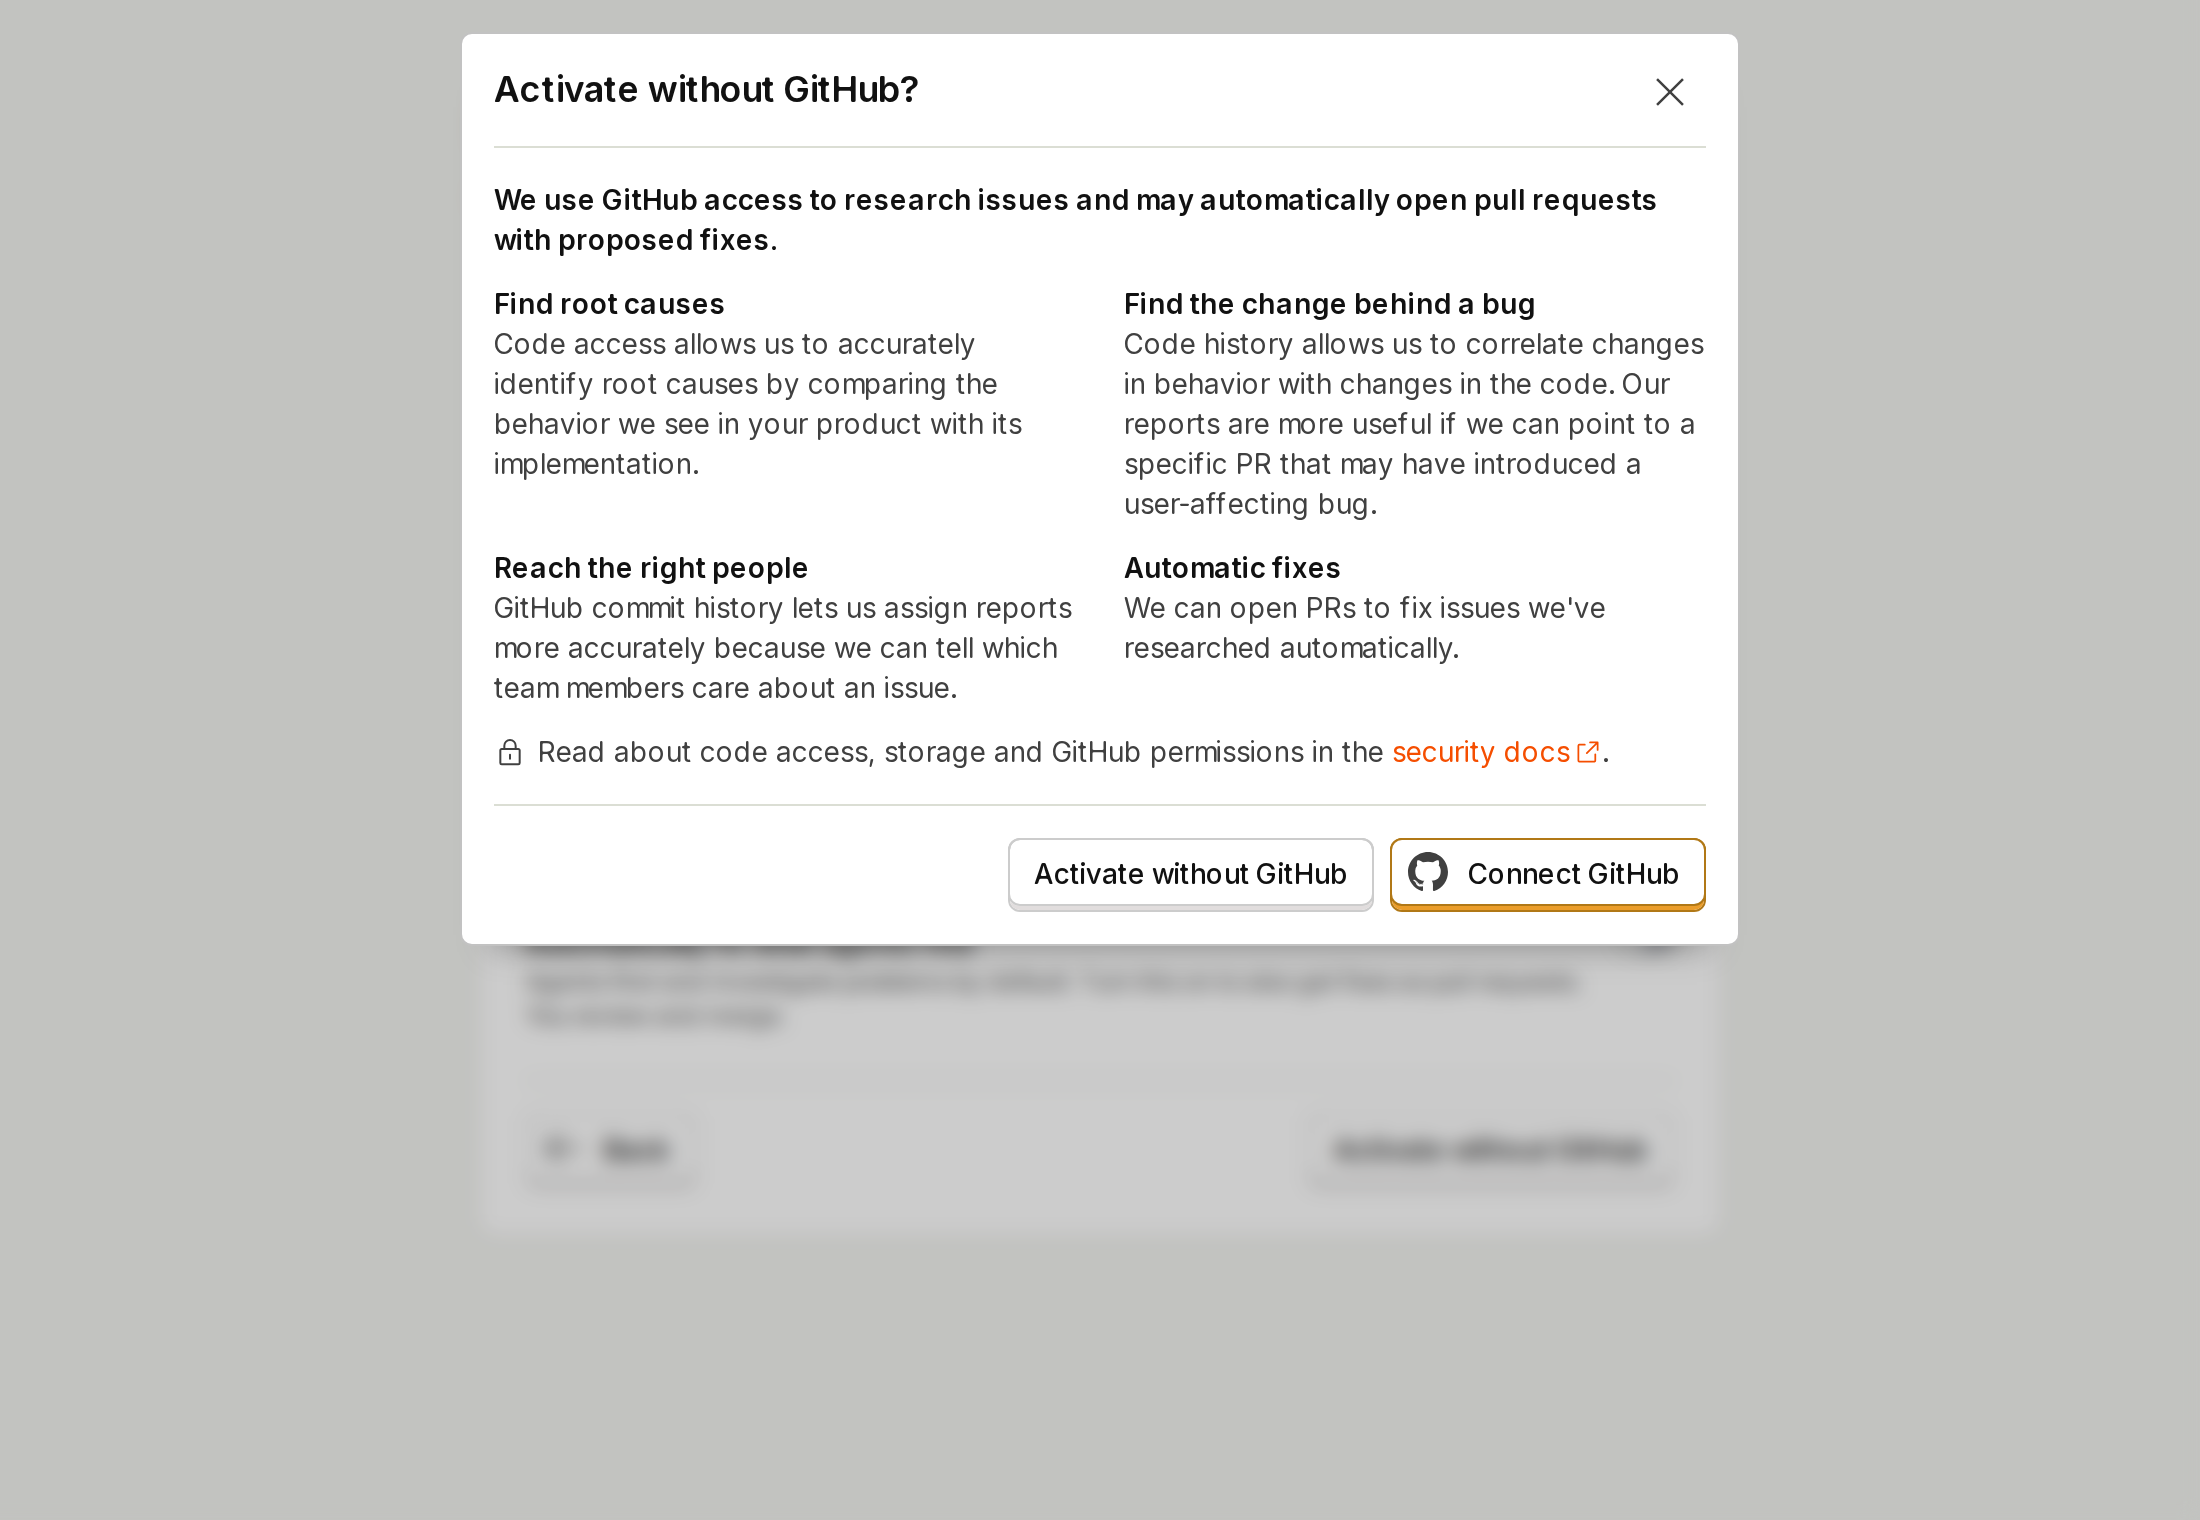 Activate without GitHub?
We use GitHub access to research issues and may automatically open pull requests
with proposed fixes.
Find root causes
Code access allows us to accurately
identify root causes by comparing the
behavior we see in your product with its
implementation.
Find the change behind a bug
Code history allows us to correlate changes
in behavior with changes in the code. Our
reports are more useful if we can point to a
specific PR that may have introduced a
user-affecting bug.
Reach the right people
GitHub commit history lets us assign reports
more accurately because we can tell which
team members care about an issue.
Automatic fixes
We can open PRs to fix issues we've
researched automatically.
Read about code access, storage and GitHub permissions in the security docs.
Activate without GitHub
Connect GitHub
Back
Activate without GitHub